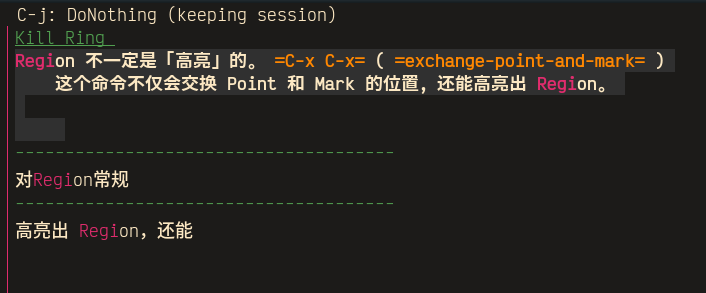 C-j: DoNothing (keeping session)
Kill Ring
Region 不一定是「高亮」的。 =C-x C-x= ( =exchange-point-and-mark= )
这个命令不仅会交换 Point 和 Mark 的位置，还能高亮出 Region。
--------------------------------------
对Region常规
--------------------------------------
高亮出 Region，还能